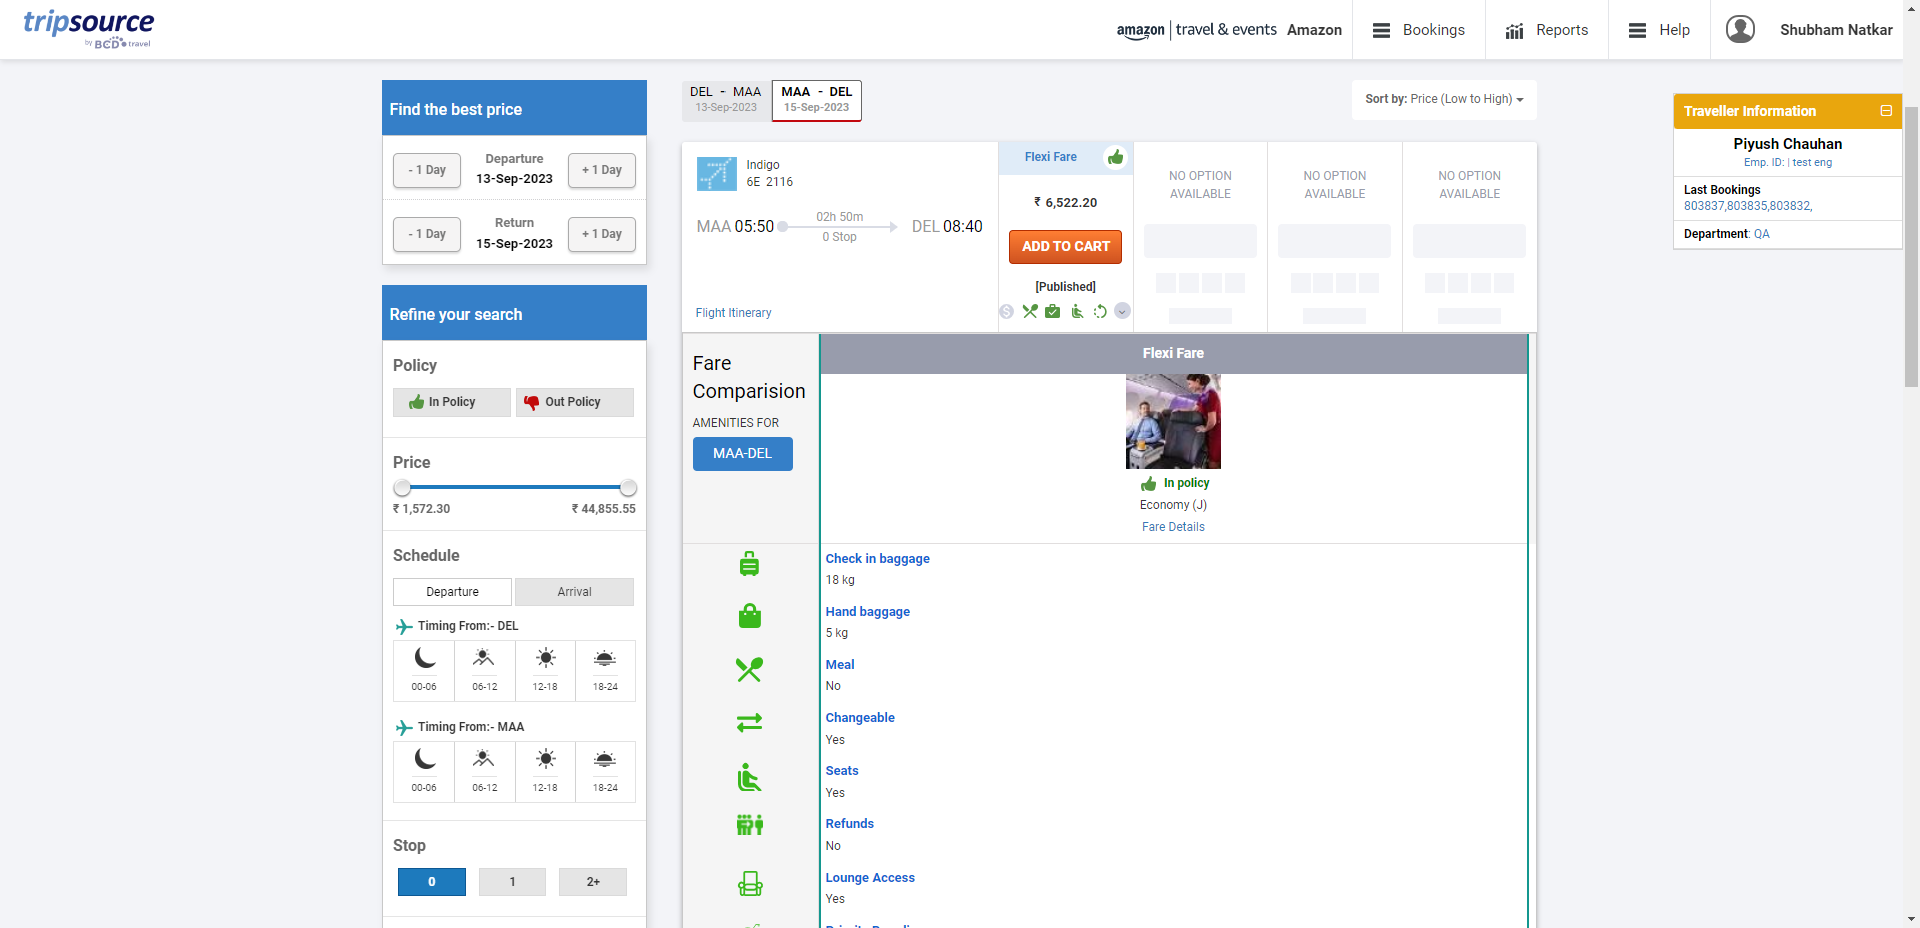 tripsource
by BCD travel
amazon | travel & events Amazon
Bookings
Reports
Help
Shubham Natkar
Find the best price
- 1 Day
Departure
13-Sep-2023
+ 1 Day
- 1 Day
Return
15-Sep-2023
+ 1 Day
Refine your search
Policy
In Policy
Out Policy
Price
₹ 1,572.30
₹ 44,855.55
Schedule
Departure
Arrival
Timing From:- DEL
00-06
06-12
12-18
18-24
Timing From:- MAA
00-06
06-12
12-18
18-24
Stop
0
1
2+
DEL - MAA
13-Sep-2023
MAA - DEL
15-Sep-2023
Sort by: Price (Low to High)
Indigo
6E 2116
MAA 05:50
02h 50m
0 Stop
DEL 08:40
Flight Itinerary
Flexi Fare
₹ 6,522.20
ADD TO CART
[Published]
NO OPTION
AVAILABLE
NO OPTION
AVAILABLE
NO OPTION
AVAILABLE
Fare
Comparision
AMENITIES FOR
MAA-DEL
Flexi Fare
In policy
Economy (J)
Fare Details
Check in baggage
18 kg
Hand baggage
5 kg
Meal
No
Changeable
Yes
Seats
Yes
Refunds
No
Lounge Access
Yes
Traveller Information
Piyush Chauhan
Emp. ID: | test eng
Last Bookings
803837,803835,803832,
Department: QA